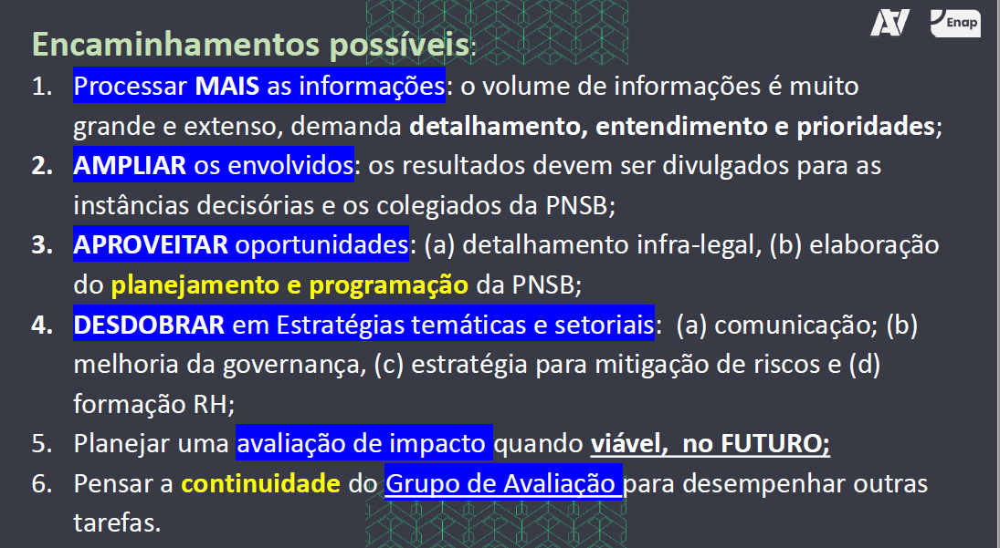 Enap
Encaminhamentos possíveis:
1. Processar MAIS as informações: o volume de informações é muito
grande e extenso, demanda detalhamento, entendimento e prioridades;
2. AMPLIAR os envolvidos: os resultados devem ser divulgados para as
instâncias decisórias e os colegiados da PNSB;
3. APROVEITAR oportunidades: (a) detalhamento infra-legal, (b) elaboração
do planejamento e programação da PNSB;
4. DESDOBRAR em Estratégias temáticas e setoriais: (a) comunicação; (b)
melhoria da governança, (c) estratégia para mitigação de riscos e (d)
formação RH;
5. Planejar uma avaliação de impacto quando viável, no FUTURO;
6. Pensar a continuidade do Grupo de Avaliação para desempenhar outras
tarefas.